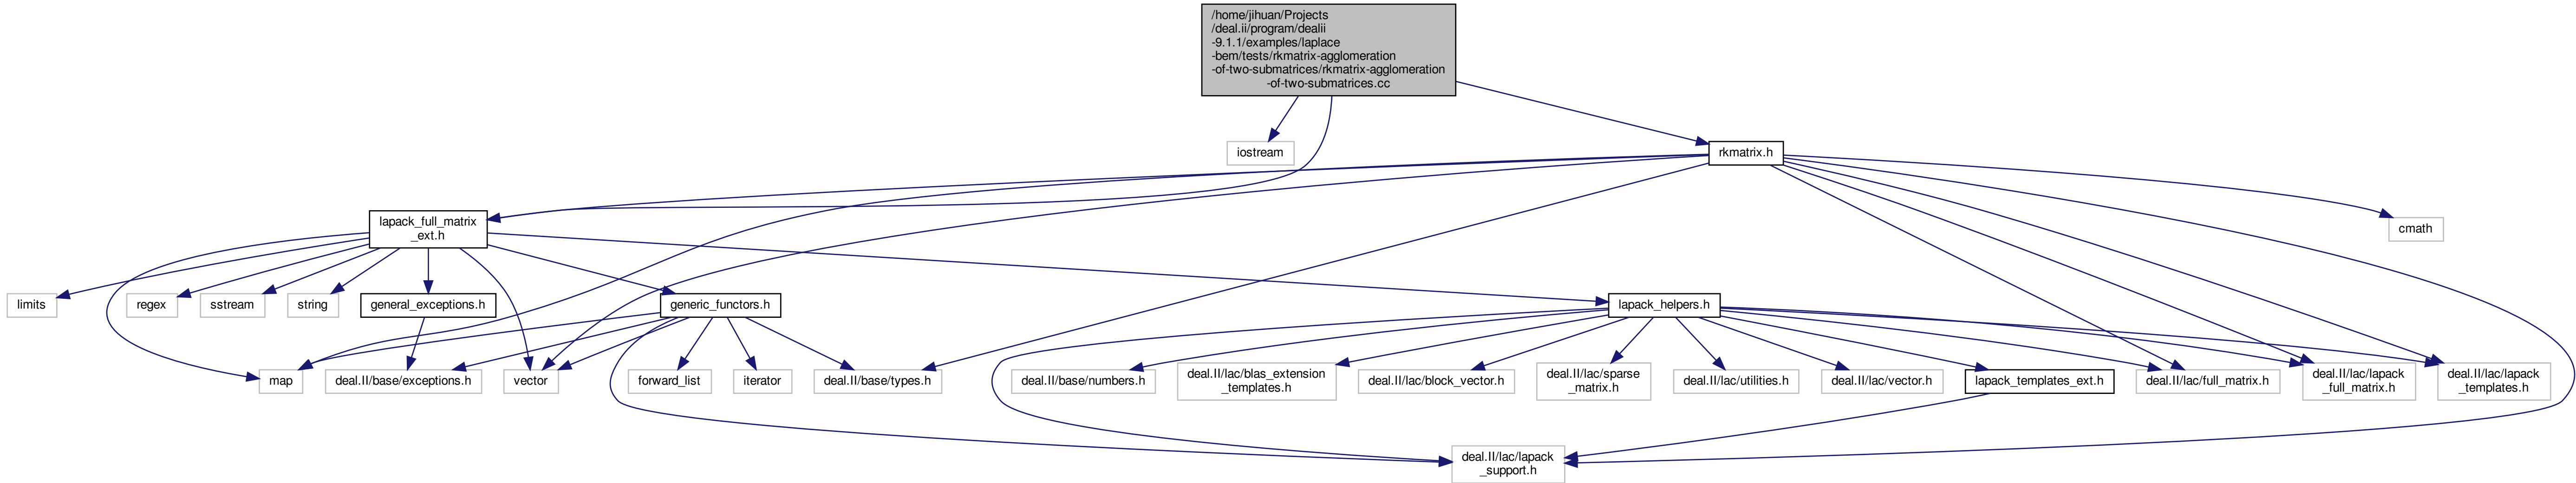 /home/jihuan/Projects
/deal.ii/program/dealii
-9.1.1/examples/laplace
-bem/tests/rkmatrix-agglomeration
-of-two-submatrices/rkmatrix-agglomeration
-of-two-submatrices.cc
iostream
rkmatrix.h
lapack_full_matrix
_ext.h
cmath
limits
regex
sstream
string
general_exceptions.h
generic_functors.h
lapack_helpers.h
map
deal.II/base/exceptions.h
vector
forward_list
iterator
deal.II/base/types.h
deal.II/base/numbers.h
deal.II/lac/blas_extension
_templates.h
deal.II/lac/block_vector.h
deal.II/lac/sparse
_matrix.h
deal.II/lac/utilities.h
deal.II/lac/vector.h
lapack_templates_ext.h
deal.II/lac/full_matrix.h
deal.II/lac/lapack
_full_matrix.h
deal.II/lac/lapack
_templates.h
deal.II/lac/lapack
_support.h